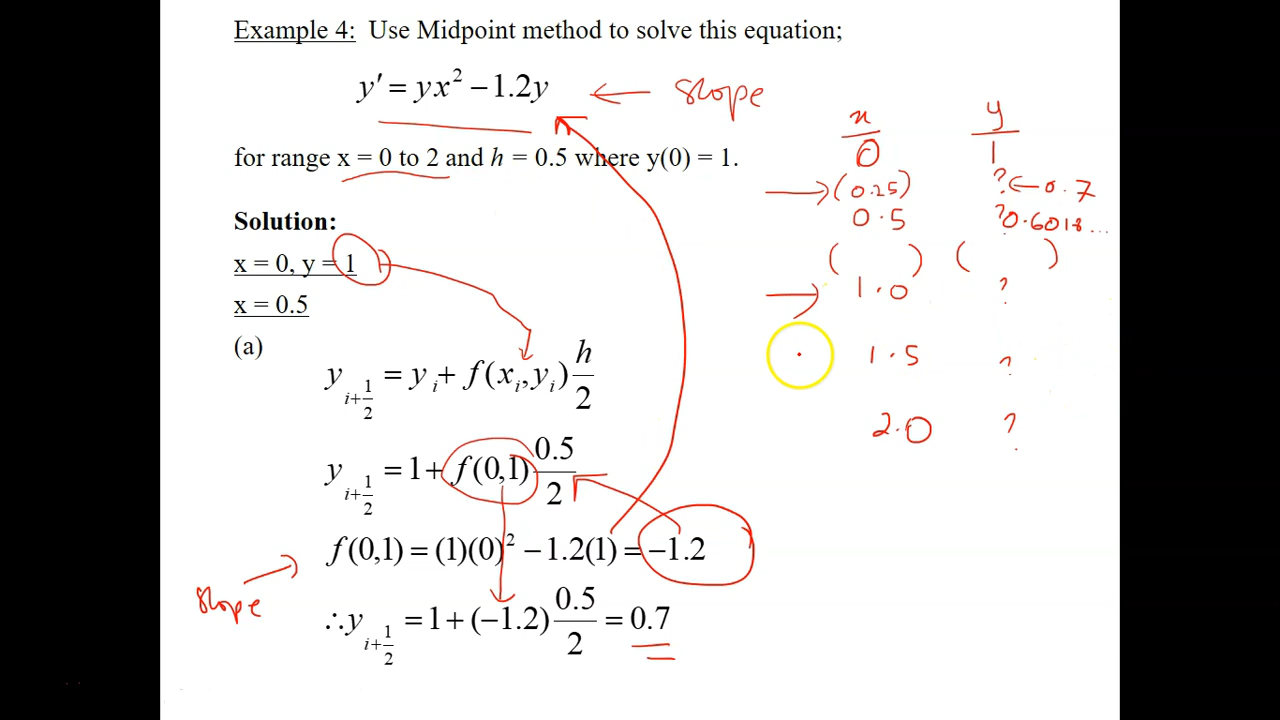 Example 4: Use Midpoint method to solve this equation;
y′ = yx² − 1.2y ← slope
for range x = 0 to 2 and h = 0.5 where y(0) = 1.
Solution:
x = 0, y = 1
x = 0.5
(a)
y_{i+1/2} = y_i + f(x_i, y_i) h/2
y_{i+1/2} = 1 + f(0,1) 0.5/2
f(0,1) = (1)(0)² − 1.2(1) = −1.2
slope
∴ y_{i+1/2} = 1 + (−1.2) 0.5/2 = 0.7
x y
0 1
→ (0.25) ? ← 0.7
0.5 ? 0.6018...
( ) ( )
→ 1.0 ?
1.5 ?
2.0 ?